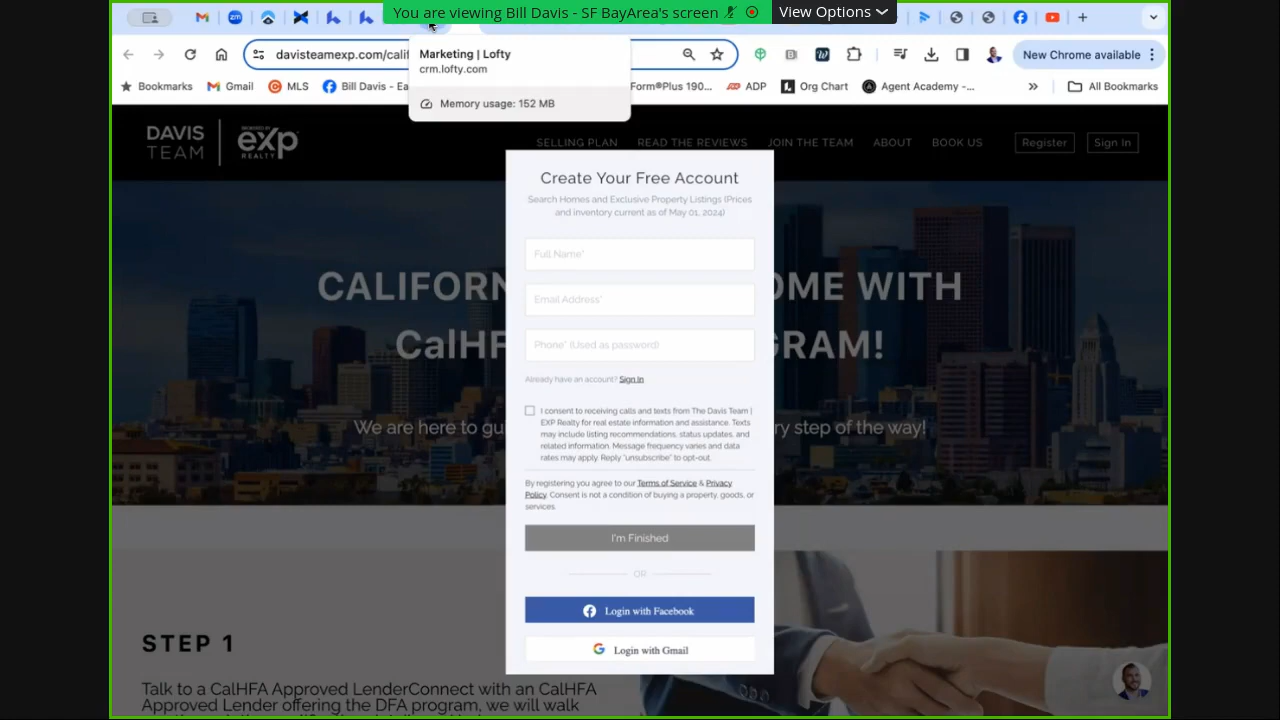 You are viewing Bill Davis - SF BayArea's screen
View Options
Marketing | Lofty
crm.lofty.com
Memory usage: 152 MB
davisteamexp.com/calif
New Chrome available
Bookmarks
Gmail
MLS
Bill Davis - Ea
Form®Plus 190...
ADP
Org Chart
Agent Academy -...
All Bookmarks
DAVIS
TEAM
exp
REALTY
SELLING PLAN
READ THE REVIEWS
JOIN THE TEAM
ABOUT
BOOK US
Register
Sign In
Create Your Free Account
Search Homes and Exclusive Property Listings (Prices
and inventory current as of May 01, 2024)
Full Name*
Email Address*
Phone* (Used as password)
Already have an account? Sign In
I consent to receiving calls and texts from The Davis Team |
EXP Realty for real estate information and assistance. Texts
may include listing recommendations, status updates, and
related information. Message frequency varies and data
rates may apply. Reply "unsubscribe" to opt-out.
By registering you agree to our Terms of Service & Privacy
Policy. Consent is not a condition of buying a property, goods, or
services.
I'm Finished
OR
Login with Facebook
Login with Gmail
CALIFORN OME WITH
CalHF GRAM!
We are here to gu ry step of the way!
STEP 1
Talk to a CalHFA Approved LenderConnect with an CalHFA
Approved Lender offering the DFA program, we will walk